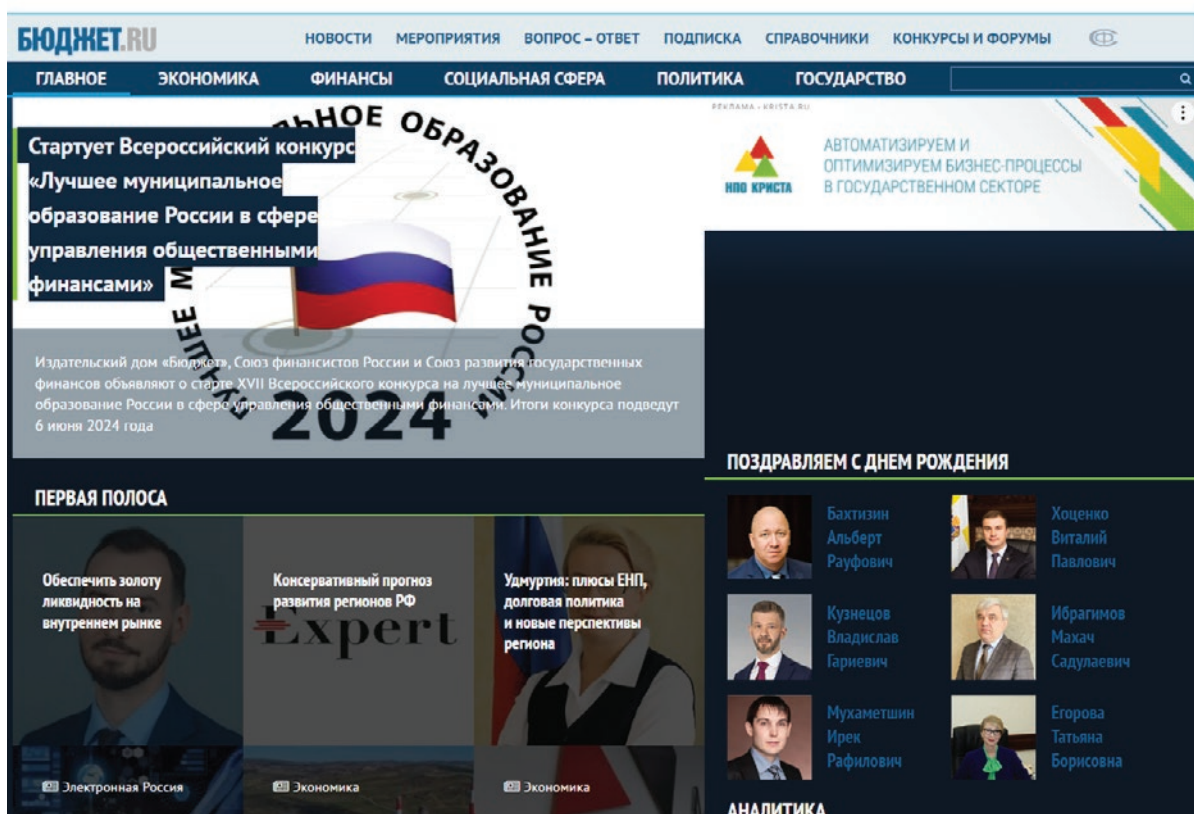 БЮДЖЕТ.RU
НОВОСТИ МЕРОПРИЯТИЯ ВОПРОС – ОТВЕТ ПОДПИСКА СПРАВОЧНИКИ КОНКУРСЫ И ФОРУМЫ
ГЛАВНОЕ ЭКОНОМИКА ФИНАНСЫ СОЦИАЛЬНАЯ СФЕРА ПОЛИТИКА ГОСУДАРСТВО
Стартует Всероссийский конкурс
«Лучшее муниципальное
образование России в сфере
управления общественными
финансами»
ЛУЧШЕЕ М
ЛЬНОЕ ОБРАЗОВАНИЕ РОССИИ
2024
Издательский дом «Бюджет», Союз финансистов России и Союз развития государственных
финансов объявляют о старте XVII Всероссийского конкурса на лучшее муниципальное
образование России в сфере управления общественными финансами. Итоги конкурса подведут
6 июня 2024 года
РЕКЛАМА • KRISTA.RU
НПО КРИСТА
АВТОМАТИЗИРУЕМ И
ОПТИМИЗИРУЕМ БИЗНЕС-ПРОЦЕССЫ
В ГОСУДАРСТВЕННОМ СЕКТОРЕ
ПЕРВАЯ ПОЛОСА
Обеспечить золоту
ликвидность на
внутреннем рынке
Консервативный прогноз
развития регионов РФ
Expert
Удмуртия: плюсы ЕНП,
долговая политика
и новые перспективы
региона
Электронная Россия
Экономика
Экономика
ПОЗДРАВЛЯЕМ С ДНЕМ РОЖДЕНИЯ
Бахтизин
Альберт
Рауфович
Хоценко
Виталий
Павлович
Кузнецов
Владислав
Гариевич
Ибрагимов
Махач
Садулаевич
Мухаметшин
Ирек
Рафилович
Егорова
Татьяна
Борисовна
АНАЛИТИКА